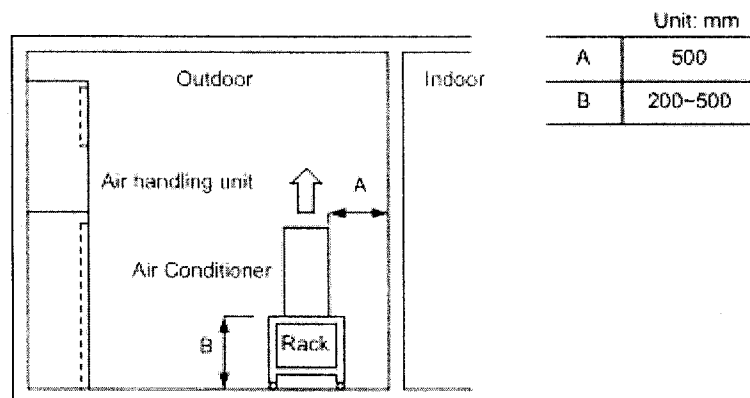 Unit: mm
A 500
B 200~500
Outdoor
Indoor
Air handling unit
A
Air Conditioner
B
Rack